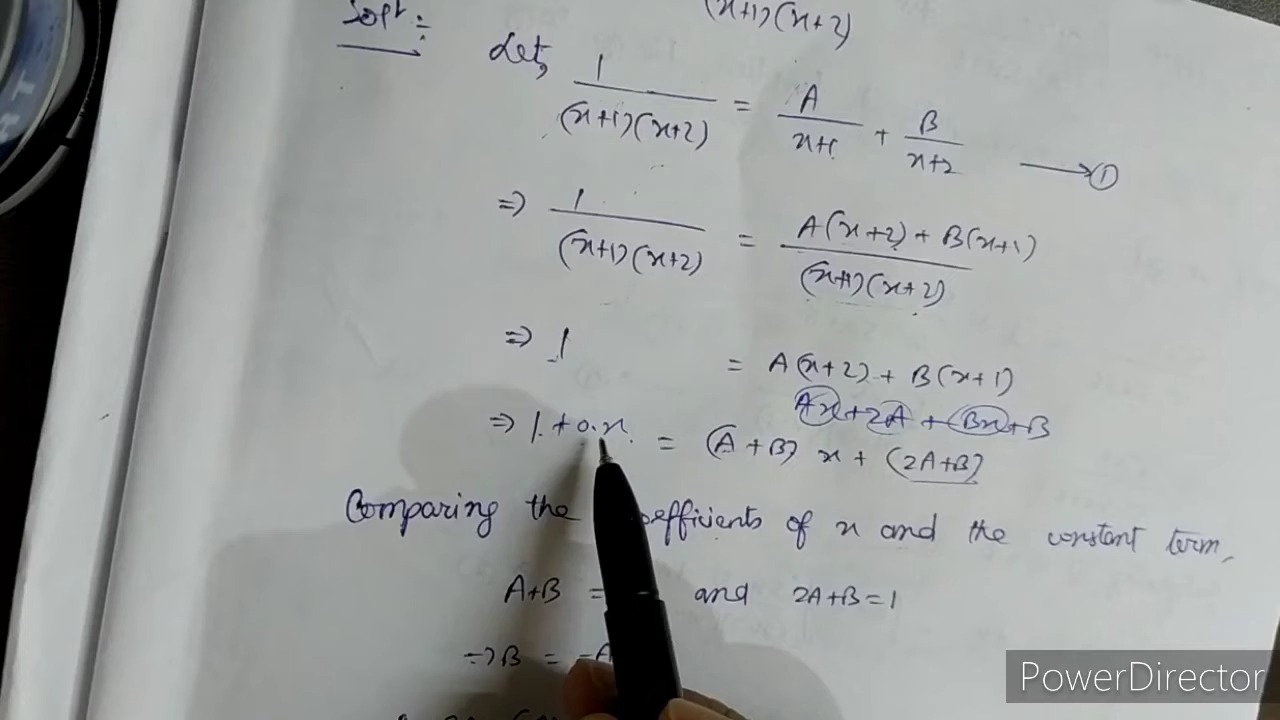 (x+1)(x+2)
Solⁿ:
Let, 1/(x+1)(x+2) = A/x+1 + B/x+2 ⟶ ①
⇒ 1/(x+1)(x+2) = A(x+2) + B(x+1)/(x+1)(x+2)
⇒ 1 = A(x+2) + B(x+1)
Ax+2A + Bx+B
⇒ 1 + 0.x = (A+B) x + (2A+B)
Comparing the coefficients of x and the constant term,
A+B = and 2A+B=1
⇒ B = -A
PowerDirector